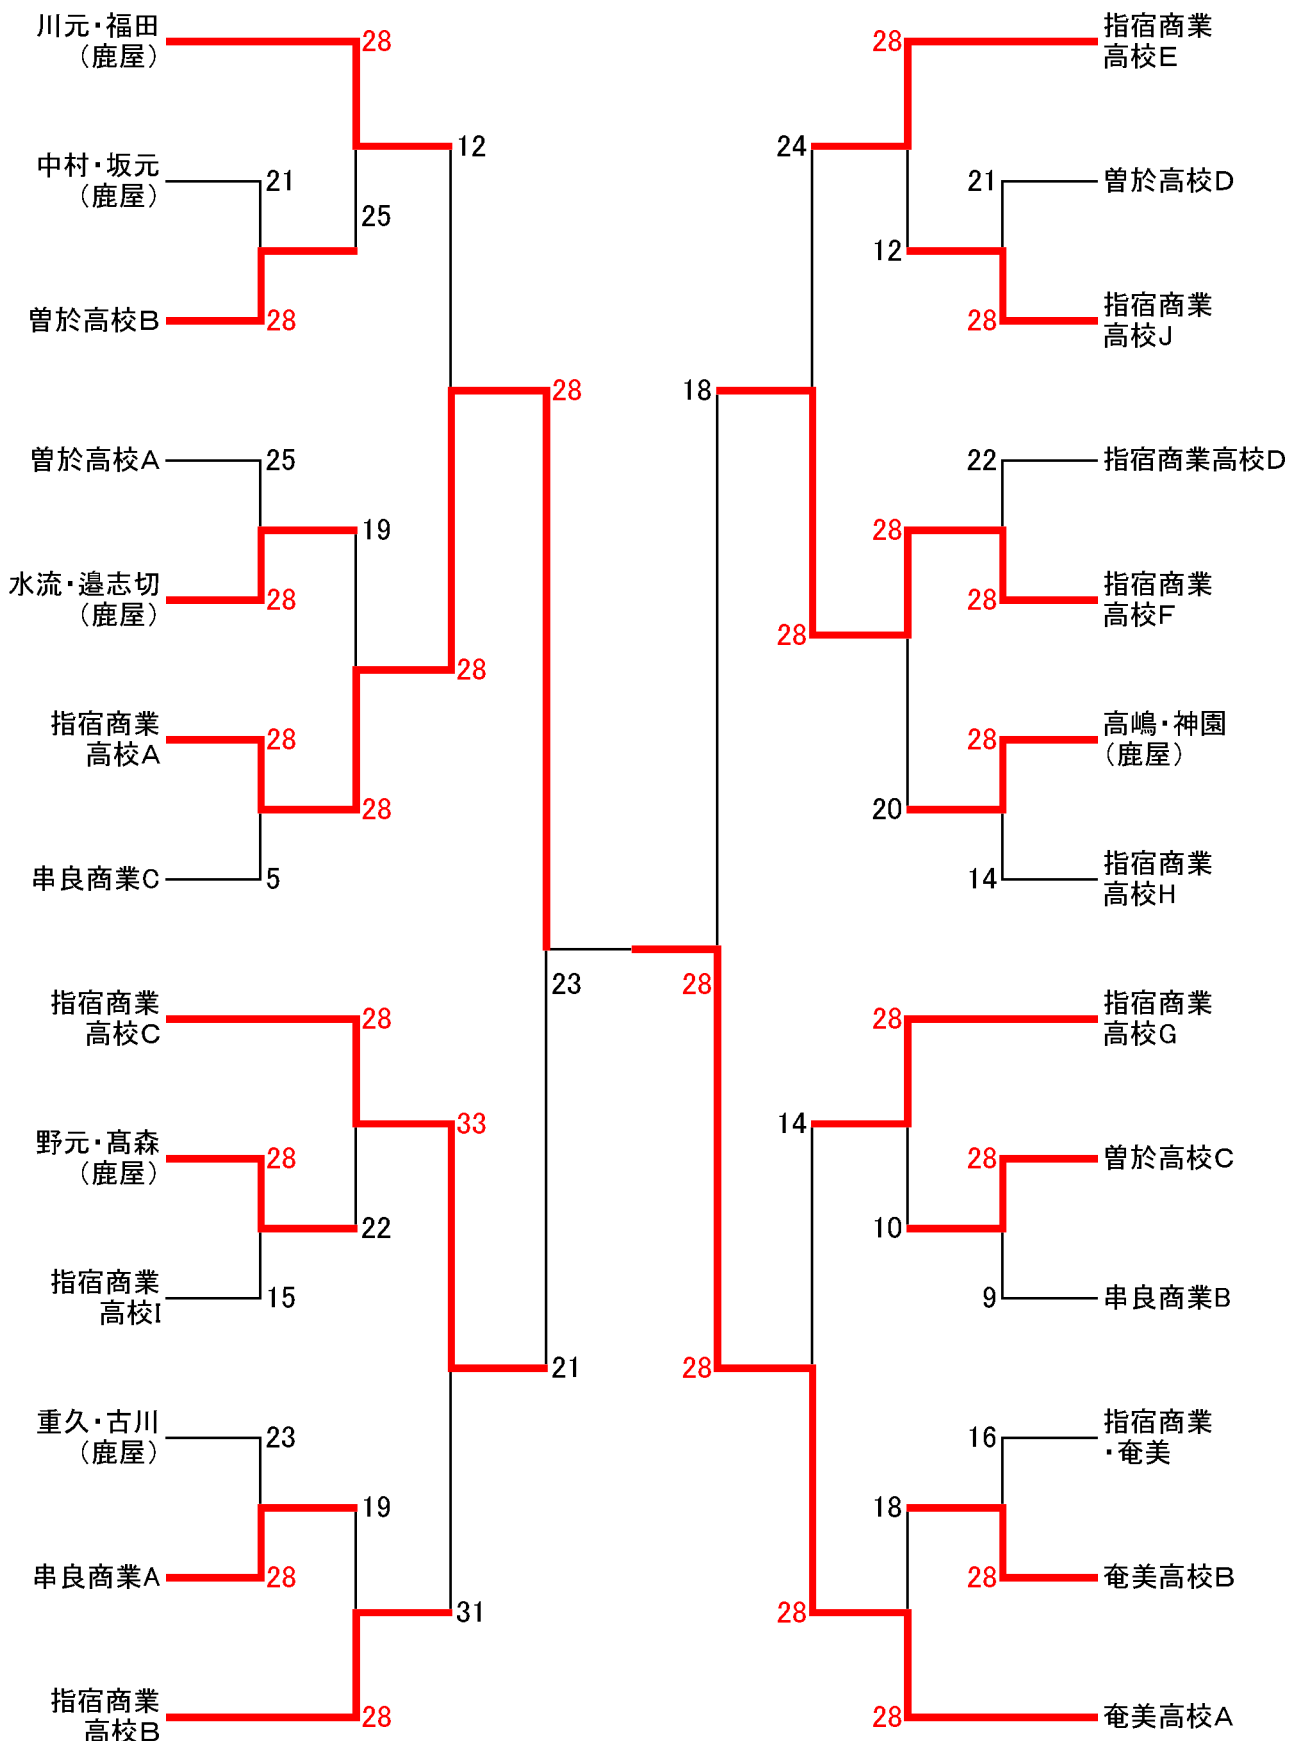 川元・福田
（鹿屋）
28
12
中村・坂元
（鹿屋）
21
25
曽於高校B
28
28
曽於高校A
25
19
水流・邉志切
（鹿屋）
28
28
指宿商業
高校A
28
28
串良商業C
5
23
指宿商業
高校C
28
33
野元・髙森
（鹿屋）
28
22
指宿商業
高校I
15
21
重久・古川
（鹿屋）
23
19
串良商業A
28
31
指宿商業
高校B
28
28
指宿商業
高校E
24
21
曽於高校D
12
28
指宿商業
高校J
18
22
指宿商業高校D
28
28
指宿商業
高校F
28
28
高嶋・神園
（鹿屋）
20
14
指宿商業
高校H
28
28
指宿商業
高校G
14
28
曽於高校C
10
9
串良商業B
28
16
指宿商業
・奄美
18
28
奄美高校B
28
28
奄美高校A